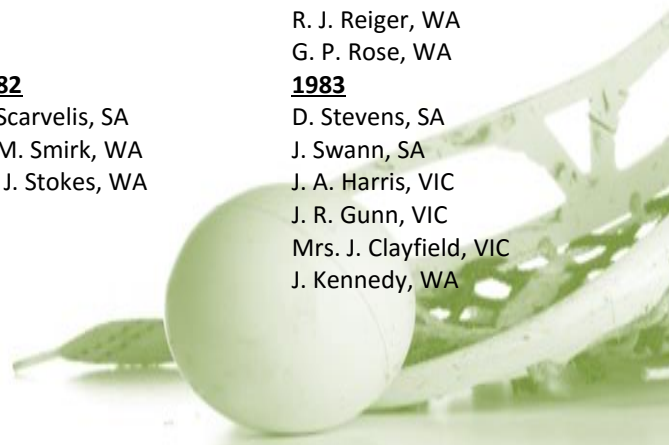 82
Scarvelis, SA
M. Smirk, WA
J. Stokes, WA
R. J. Reiger, WA
G. P. Rose, WA
1983
D. Stevens, SA
J. Swann, SA
J. A. Harris, VIC
J. R. Gunn, VIC
Mrs. J. Clayfield, VIC
J. Kennedy, WA